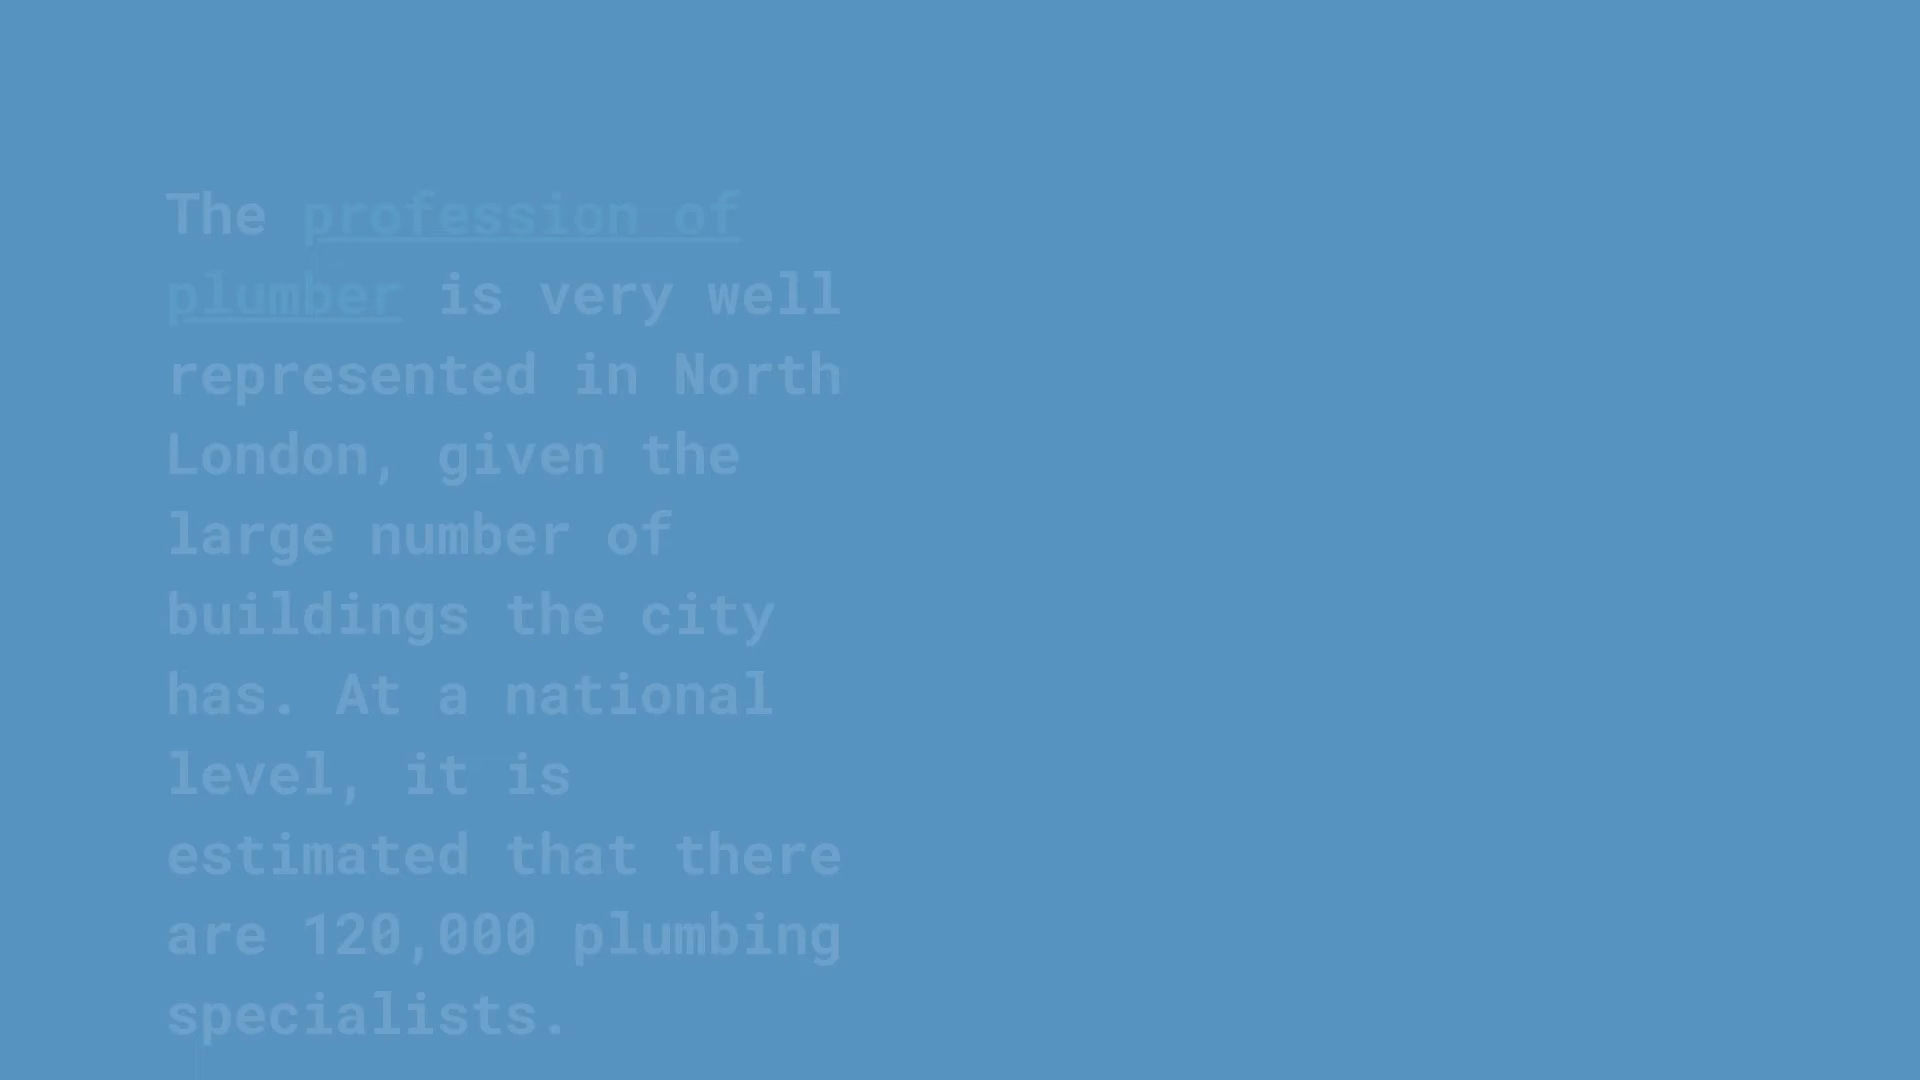 The profession of
plumber is very well
represented in North
London, given the
large number of
buildings the city
has. At a national
level, it is
estimated that there
are 120,000 plumbing
specialists.